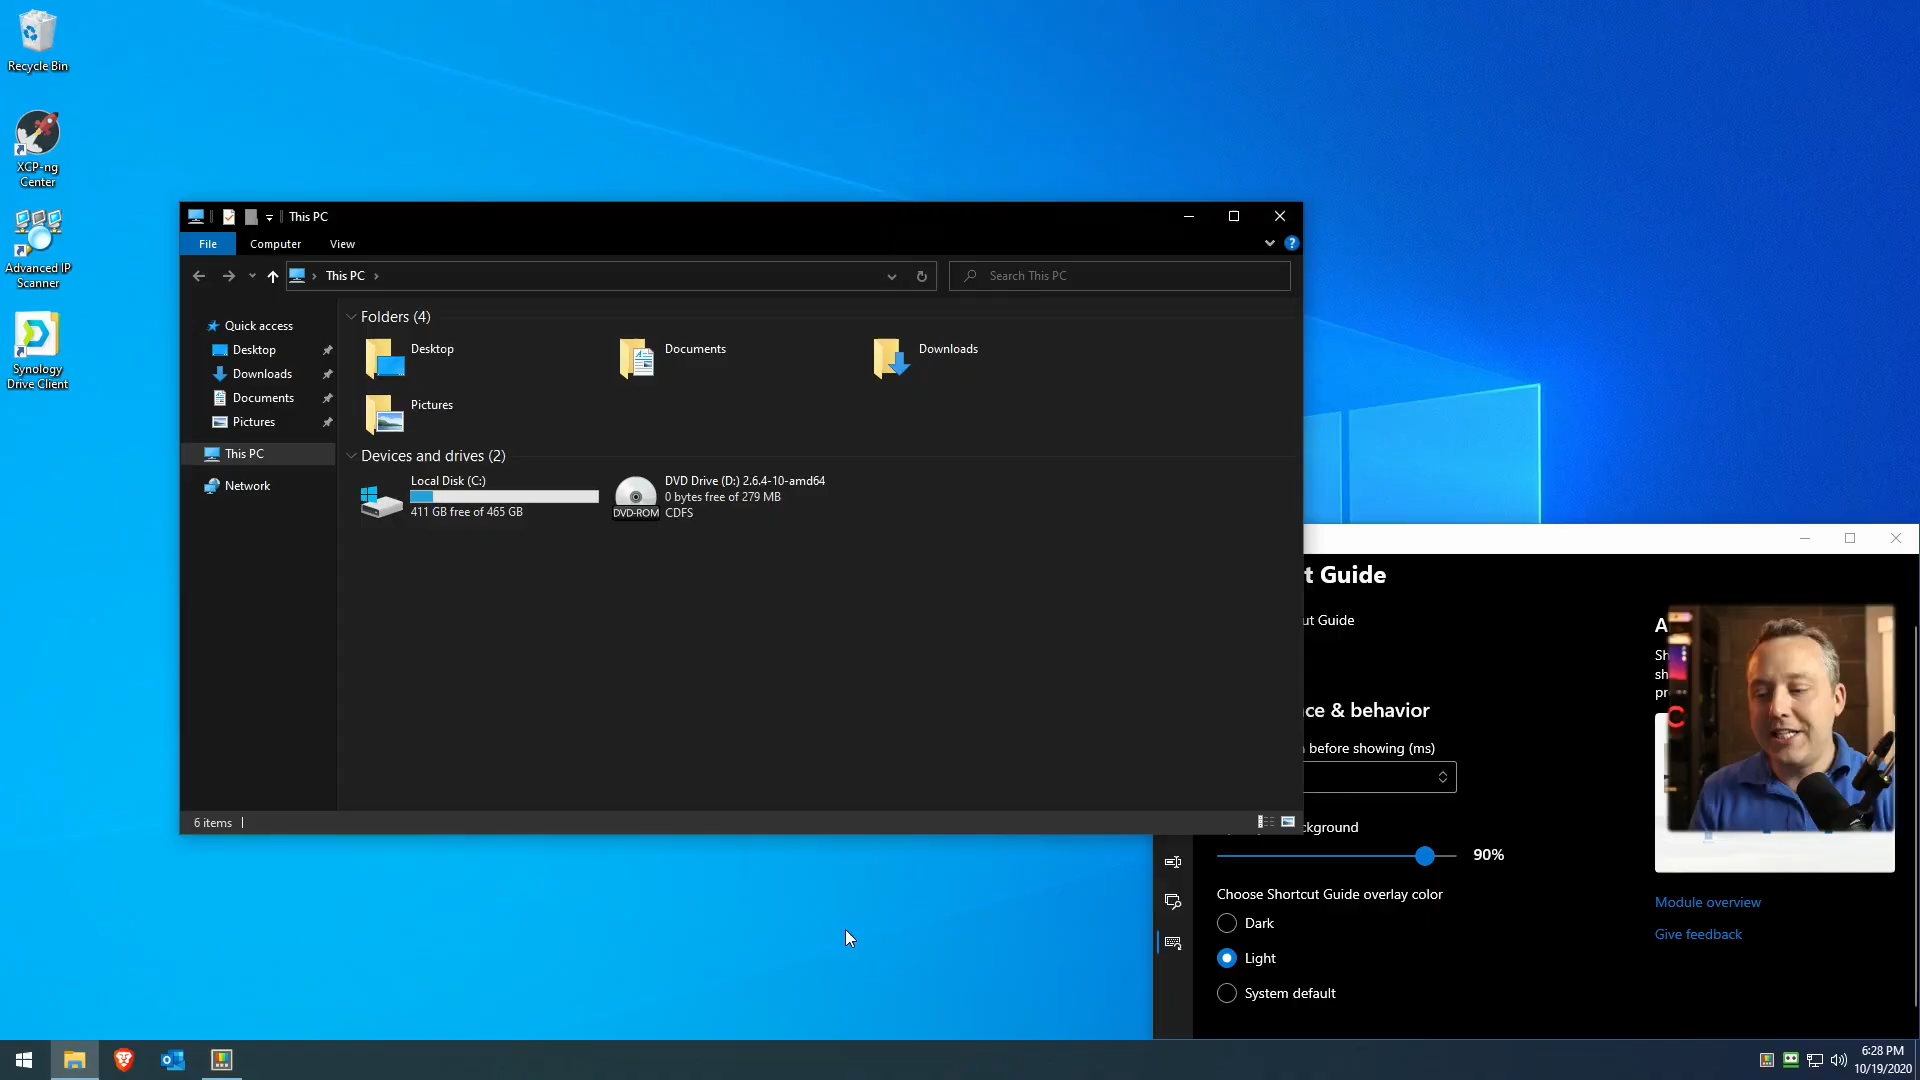 Recycle Bin
XCP-ng
Center
Advanced IP
Scanner
Synology
Drive Client
This PC
File
Computer
View
This PC
Search This PC
Quick access
Desktop
Downloads
Documents
Pictures
This PC
Network
Folders (4)
Desktop
Documents
Downloads
Pictures
Devices and drives (2)
Local Disk (C:)
411 GB free of 465 GB
DVD Drive (D:) 2.6.4-10-amd64
0 bytes free of 279 MB
CDFS
DVD-ROM
6 items
t Guide
ut Guide
ce & behavior
before showing (ms)
ckground
90%
Choose Shortcut Guide overlay color
Dark
Light
System default
A
Sh
sh
pr
Module overview
Give feedback
6:28 PM
10/19/2020